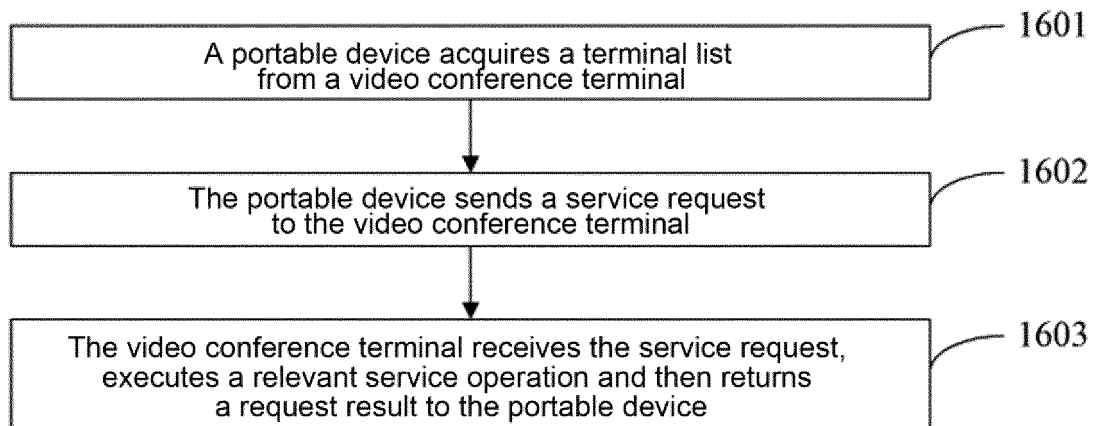 1601
A portable device acquires a terminal list
from a video conference terminal
1602
The portable device sends a service request
to the video conference terminal
1603
The video conference terminal receives the service request,
executes a relevant service operation and then returns
a request result to the portable device